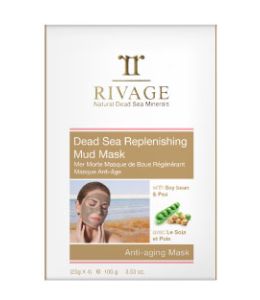 RIVAGE
Natural Dead Sea Minerals
Dead Sea Replenishing
Mud Mask
Mer Morte Masque de Boue Régénérant
Masque Anti-âge
with Soy bean
& Pea
avec Le Soja
et Pois
Anti-aging Mask